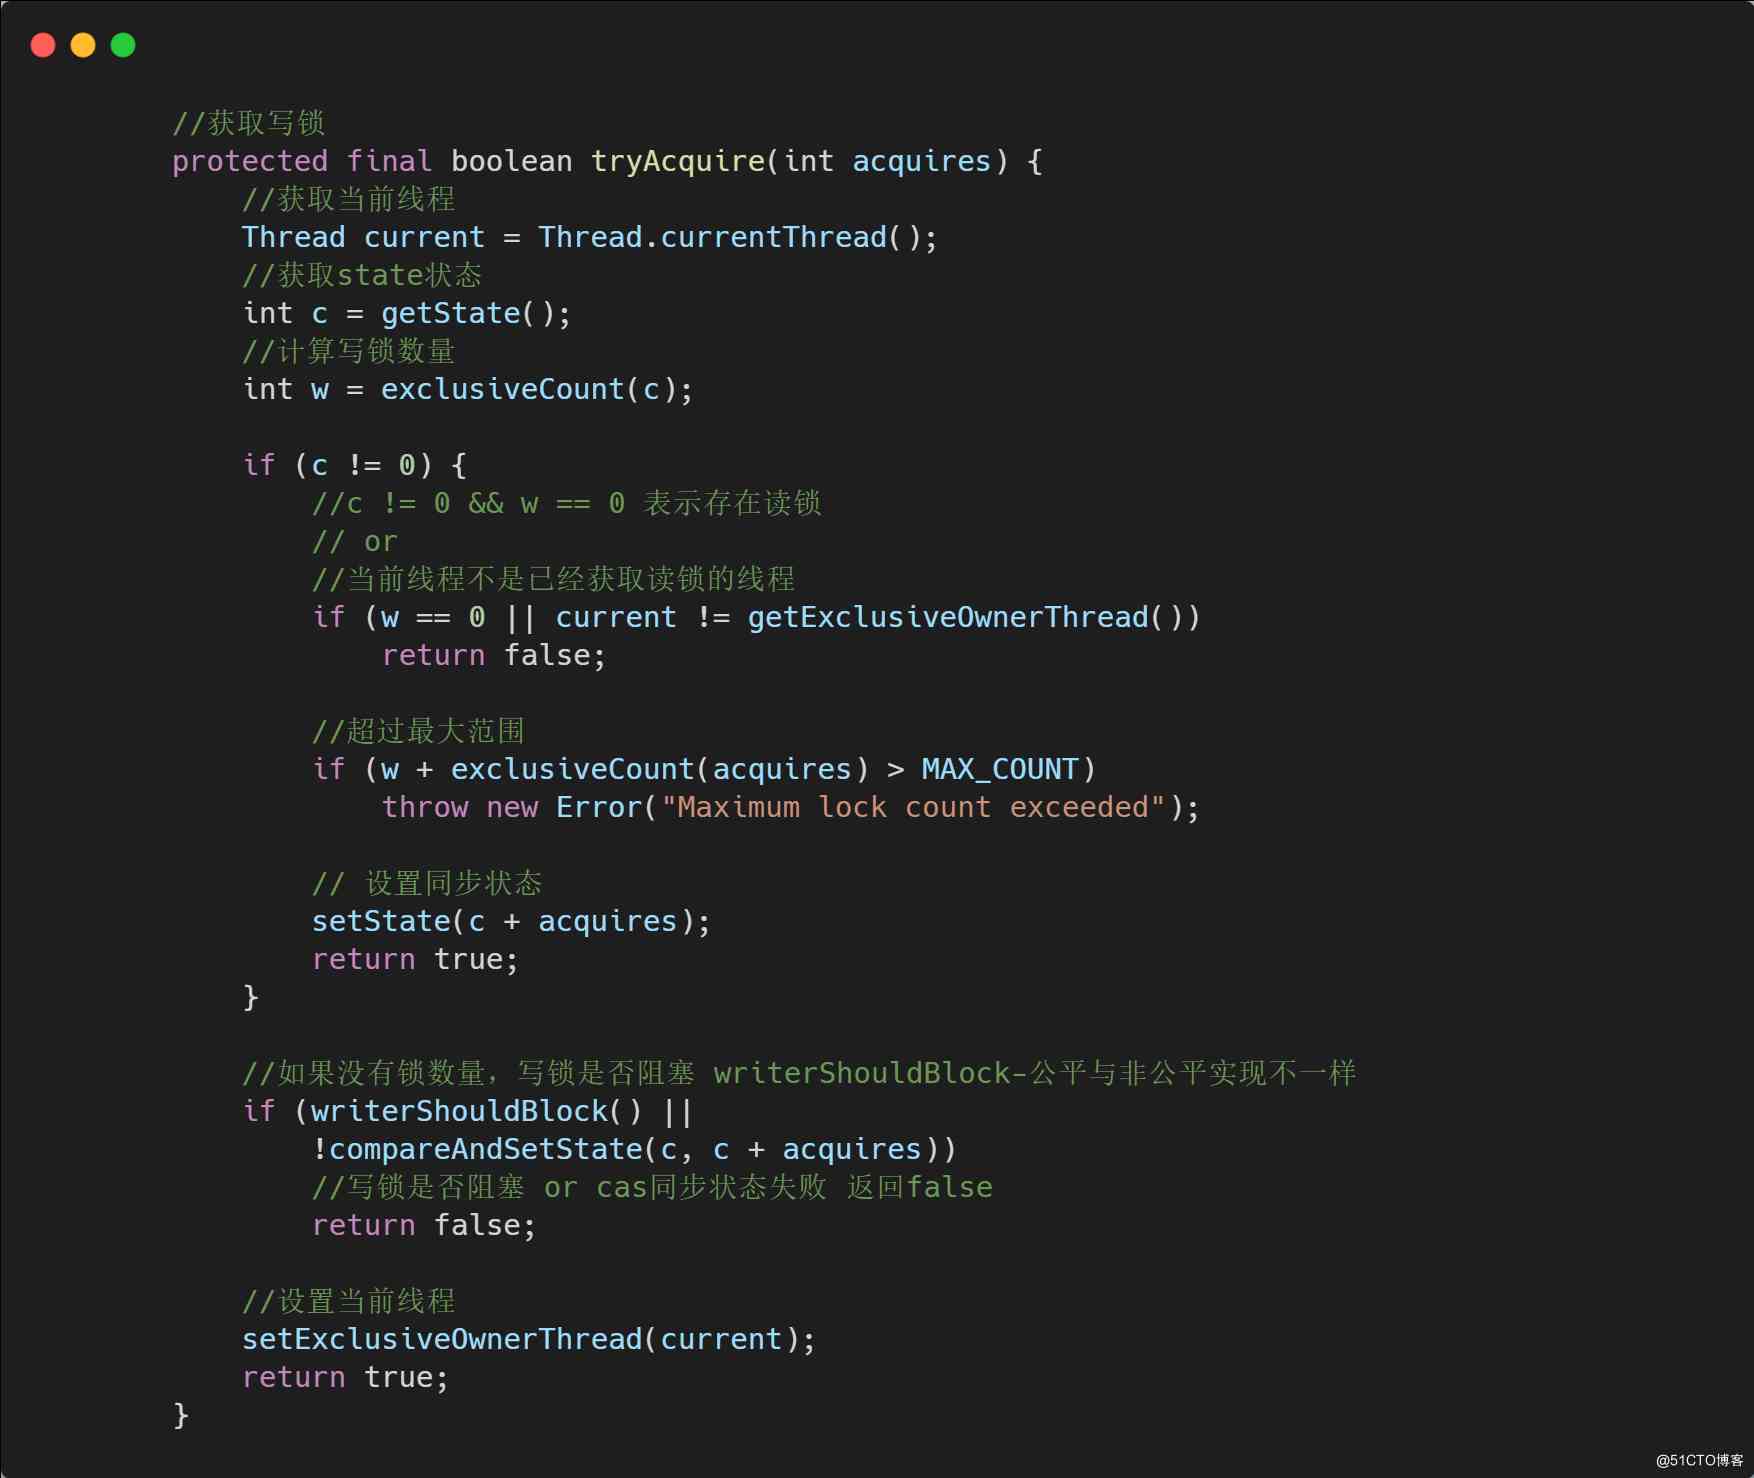 //获取写锁
protected final boolean tryAcquire(int acquires) {
//获取当前线程
Thread current = Thread.currentThread();
//获取state状态
int c = getState();
//计算写锁数量
int w = exclusiveCount(c);
if (c != 0) {
//c != 0 && w == 0 表示存在读锁
// or
//当前线程不是已经获取读锁的线程
if (w == 0 || current != getExclusiveOwnerThread())
return false;
//超过最大范围
if (w + exclusiveCount(acquires) > MAX_COUNT)
throw new Error("Maximum lock count exceeded");
// 设置同步状态
setState(c + acquires);
return true;
}
//如果没有锁数量，写锁是否阻塞 writerShouldBlock-公平与非公平实现不一样
if (writerShouldBlock() ||
!compareAndSetState(c, c + acquires))
//写锁是否阻塞 or cas同步状态失败 返回false
return false;
//设置当前线程
setExclusiveOwnerThread(current);
return true;
}
@51CTO博客